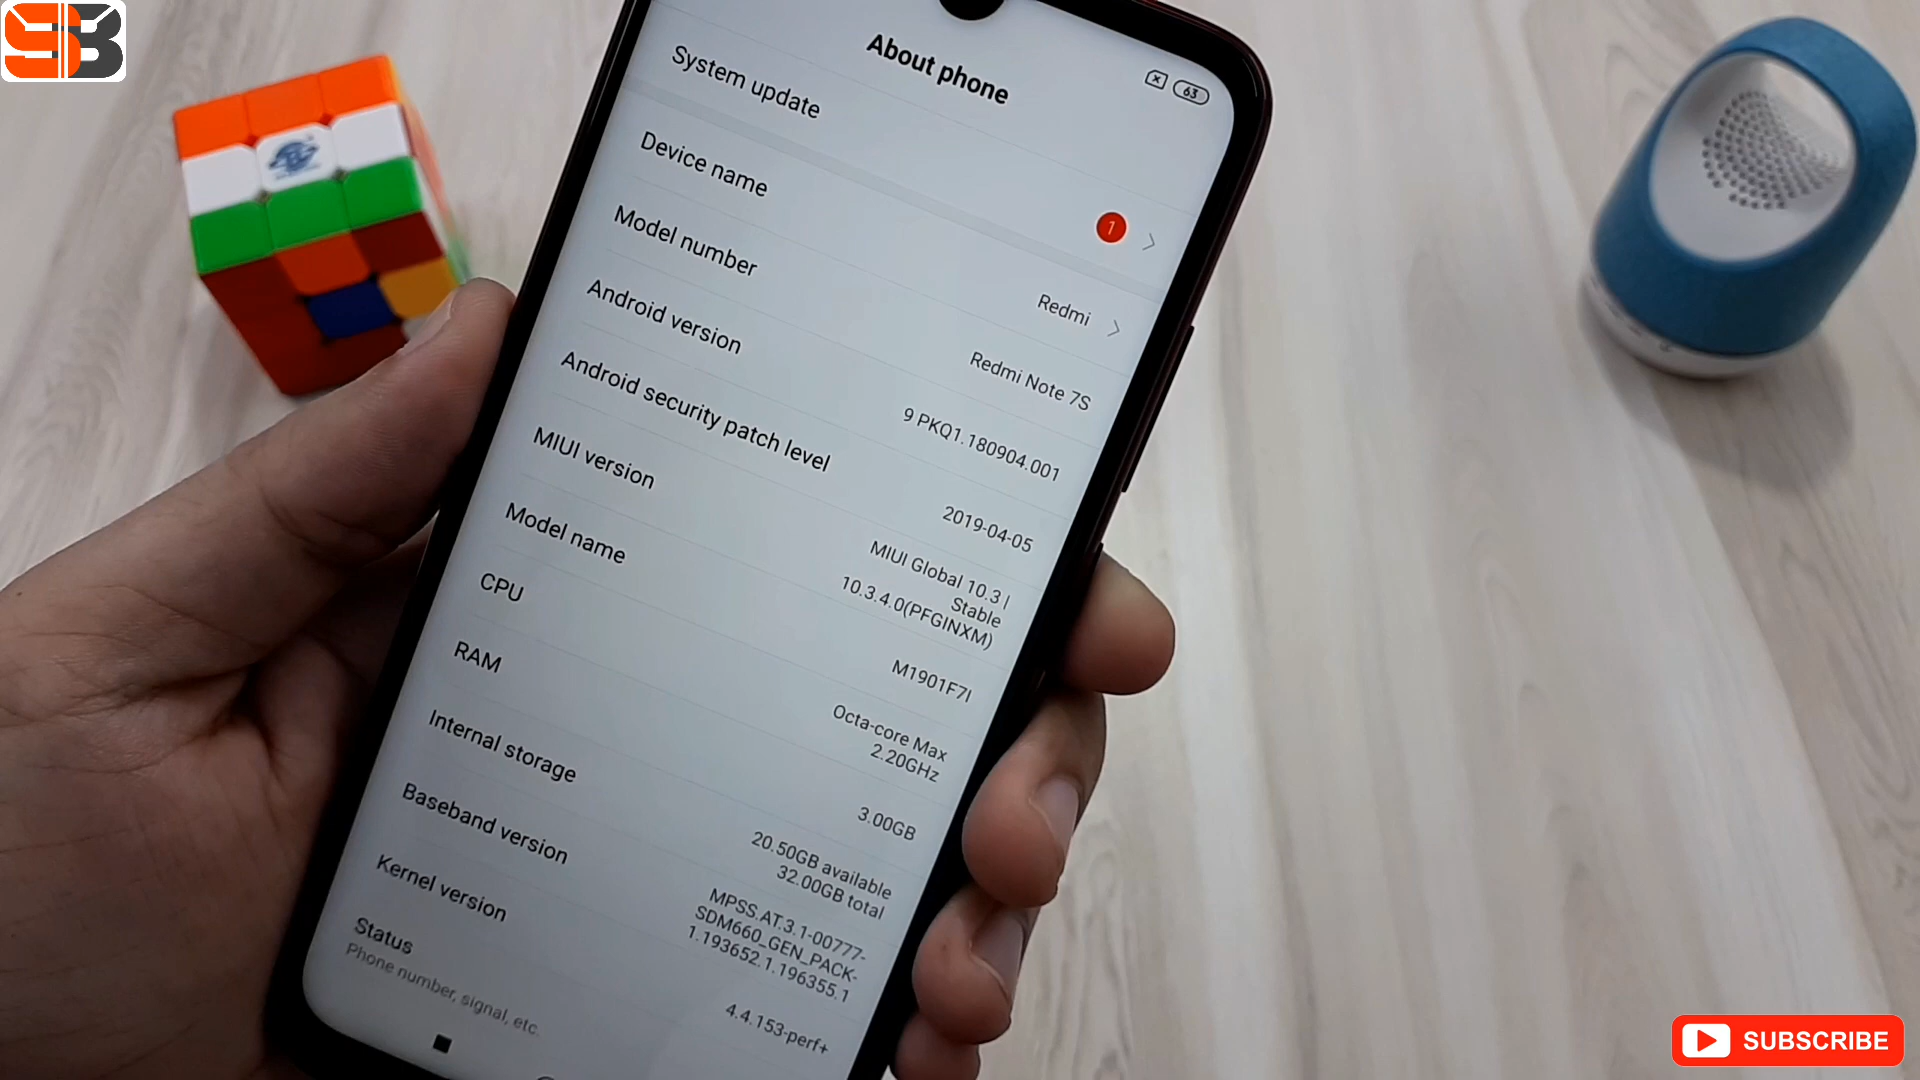 SB
About phone
63
System update
1
Device name
Redmi
Model number
Redmi Note 7S
Android version
9 PKQ1.180904.001
Android security patch level
2019-04-05
MIUI version
MIUI Global 10.3 |
Stable
10.3.4.0(PFGINXM)
Model name
M1901F7I
CPU
Octa-core Max
2.20GHz
RAM
3.00GB
Internal storage
20.50GB available
32.00GB total
Baseband version
MPSS.AT.3.1-00777-
SDM660_GEN_PACK-
1.193652.1.196355.1
Kernel version
4.4.153-perf+
Status
Phone number, signal, etc.
SUBSCRIBE